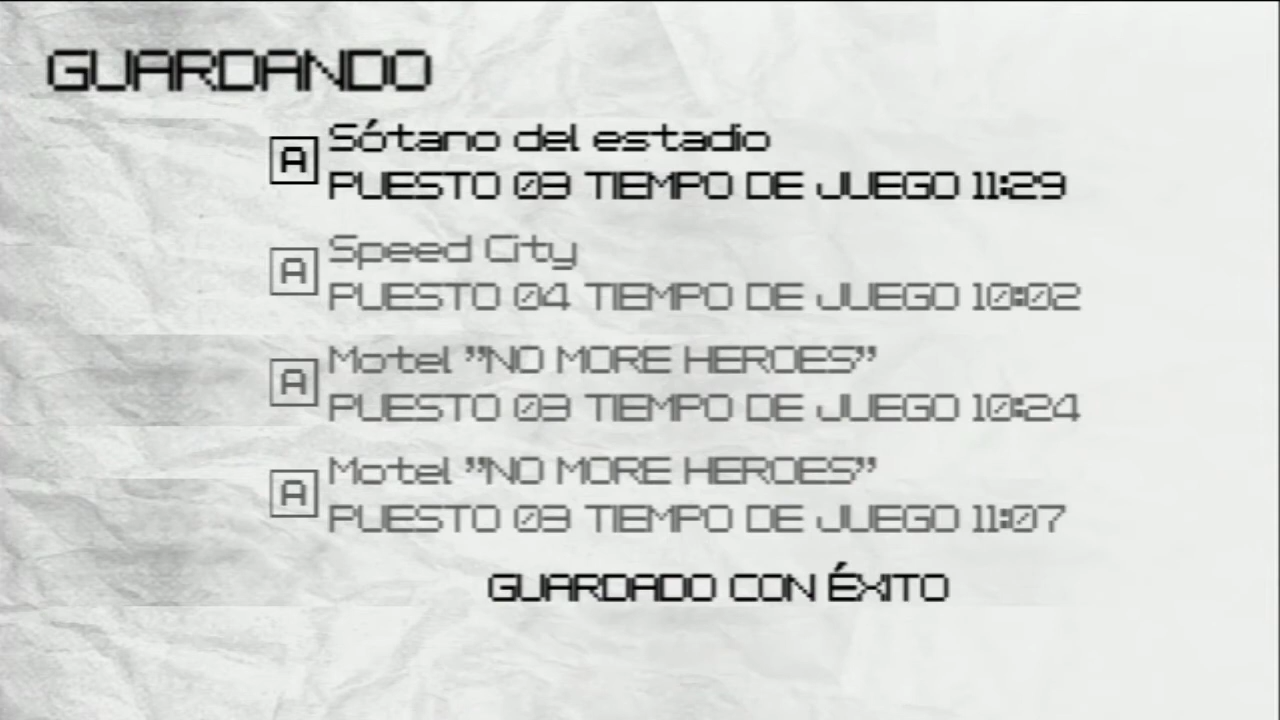 GUARDANDO
A
Sótano del estadio
PUESTO 03 TIEMPO DE JUEGO 11:29
A
Speed City
PUESTO 04 TIEMPO DE JUEGO 10:02
A
Motel ”NO MORE HEROES”
PUESTO 03 TIEMPO DE JUEGO 10:24
A
Motel ”NO MORE HEROES”
PUESTO 03 TIEMPO DE JUEGO 11:07
GUARDADO CON ÉXITO